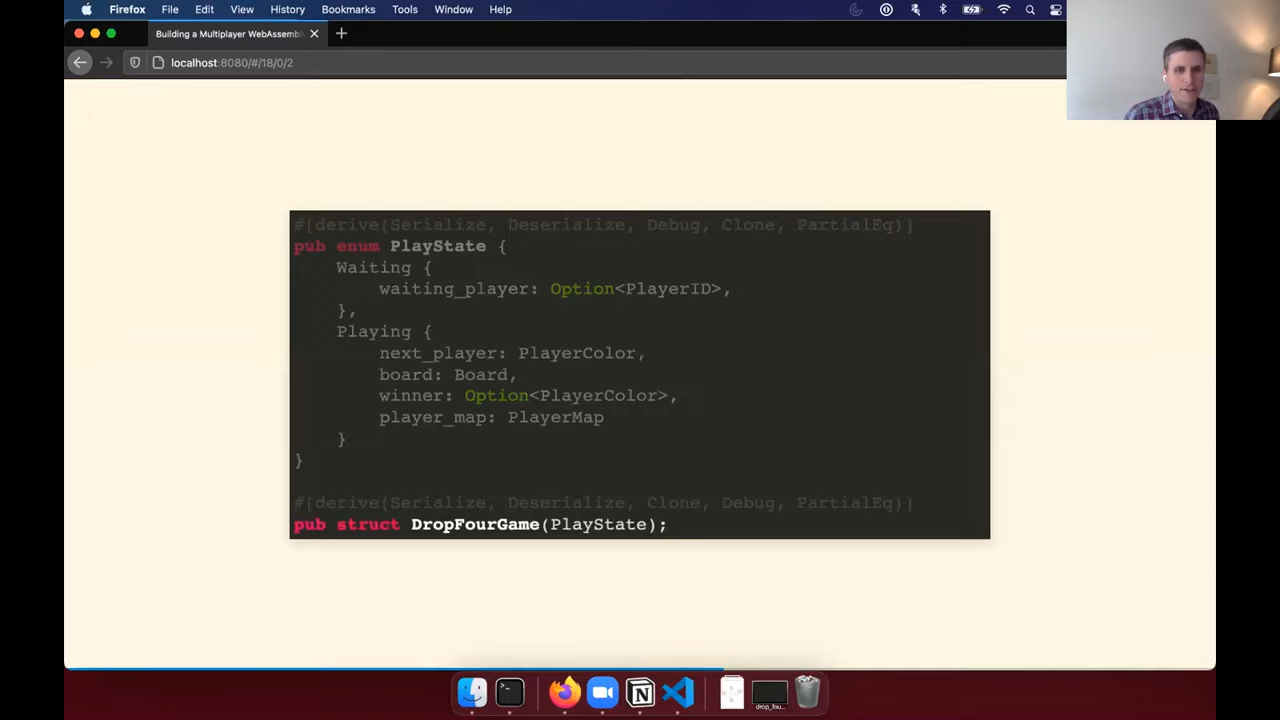 Firefox File Edit View History Bookmarks Tools Window Help
Building a Multiplayer WebAssembl
localhost:8080/#/18/0/2
#[derive(Serialize, Deserialize, Debug, Clone, PartialEq)]
pub enum PlayState {
    Waiting {
        waiting_player: Option<PlayerID>,
    },
    Playing {
        next_player: PlayerColor,
        board: Board,
        winner: Option<PlayerColor>,
        player_map: PlayerMap
    }
}
#[derive(Serialize, Deserialize, Clone, Debug, PartialEq)]
pub struct DropFourGame(PlayState);
drop_fou...